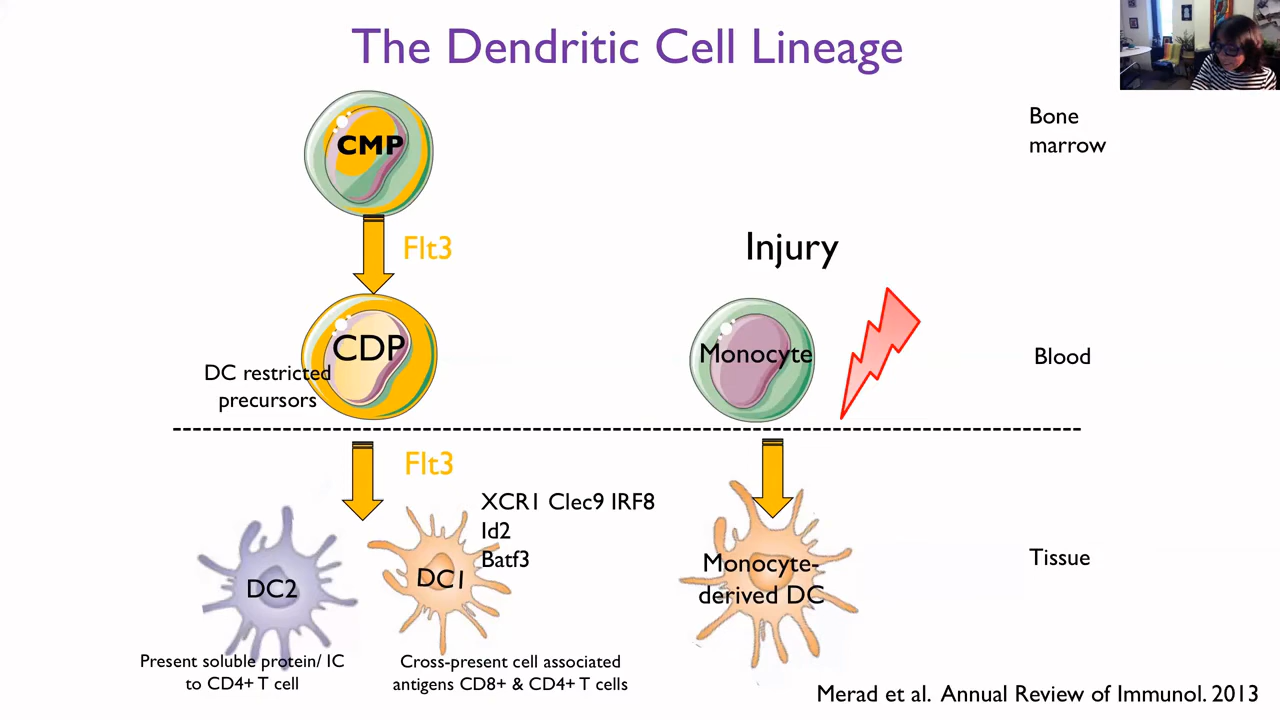 The Dendritic Cell Lineage
CMP
Bone
marrow
Flt3
Injury
CDP
Monocyte
Blood
DC restricted
precursors
Flt3
XCR1 Clec9 IRF8
Id2
Batf3
DC2
DC1
Monocyte-
derived DC
Tissue
Present soluble protein/ IC
to CD4+ T cell
Cross-present cell associated
antigens CD8+ & CD4+ T cells
Merad et al. Annual Review of Immunol. 2013